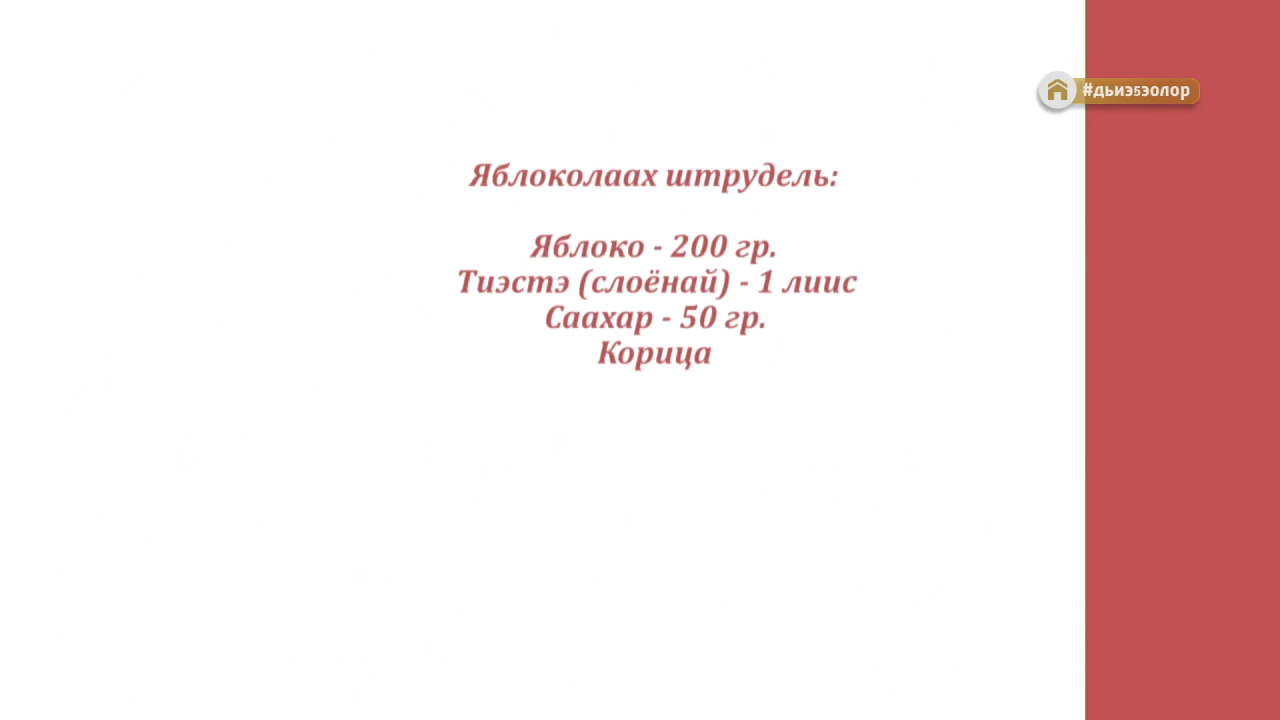 #дьиэ5эолор
Яблоколаах штрудель:
Яблоко - 200 гр.
Тиэстэ (слоёнай) - 1 лиис
Саахар - 50 гр.
Корица